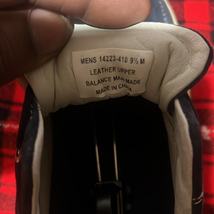 MENS 14223-410 9½ M
LEATHER UPPER
BALANCE MAN MADE
MADE IN CHINA